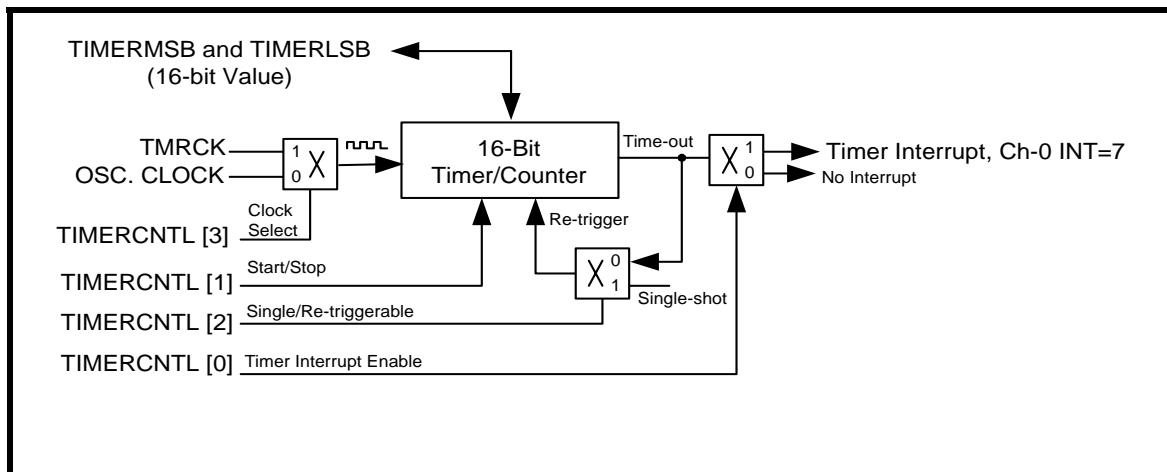 TIMERMSB and TIMERLSB
(16-bit Value)
TMRCK
OSC. CLOCK
1
0
X
Clock
Select
TIMERCNTL [3]
16-Bit
Timer/Counter
Time-out
X
1
0
Timer Interrupt, Ch-0 INT=7
No Interrupt
Re-trigger
X
0
1
Single-shot
TIMERCNTL [1]
Start/Stop
TIMERCNTL [2]
Single/Re-triggerable
TIMERCNTL [0]
Timer Interrupt Enable